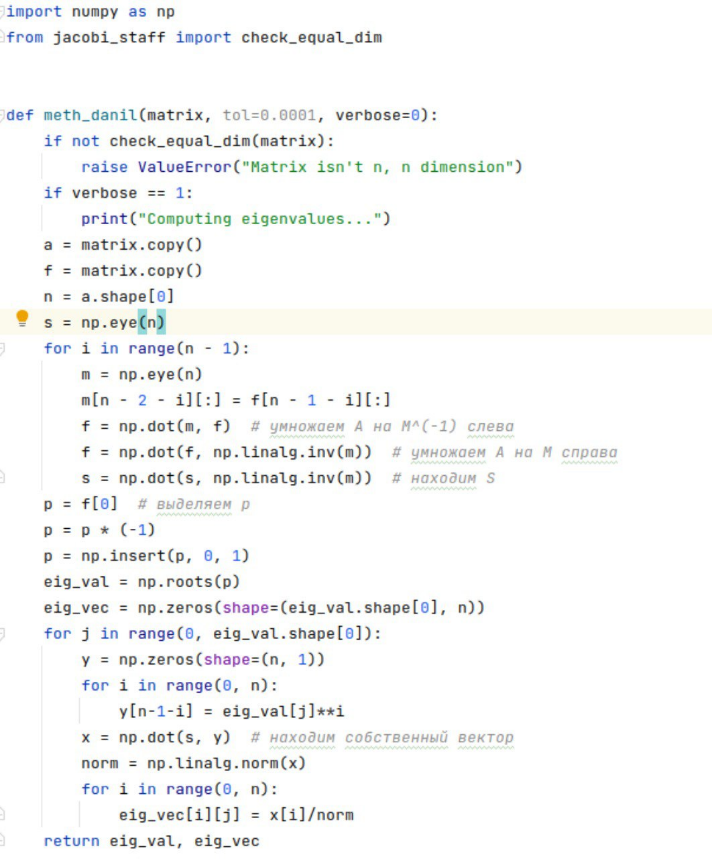 import numpy as np
from jacobi_staff import check_equal_dim
def meth_danil(matrix, tol=0.0001, verbose=0):
    if not check_equal_dim(matrix):
        raise ValueError("Matrix isn't n, n dimension")
    if verbose == 1:
        print("Computing eigenvalues...")
    a = matrix.copy()
    f = matrix.copy()
    n = a.shape[0]
    s = np.eye(n)
    for i in range(n - 1):
        m = np.eye(n)
        m[n - 2 - i][:] = f[n - 1 - i][:]
        f = np.dot(m, f)  # умножаем A на M^(-1) слева
        f = np.dot(f, np.linalg.inv(m))  # умножаем A на M справа
        s = np.dot(s, np.linalg.inv(m))  # находим S
    p = f[0]  # выделяем p
    p = p * (-1)
    p = np.insert(p, 0, 1)
    eig_val = np.roots(p)
    eig_vec = np.zeros(shape=(eig_val.shape[0], n))
    for j in range(0, eig_val.shape[0]):
        y = np.zeros(shape=(n, 1))
        for i in range(0, n):
            y[n-1-i] = eig_val[j]**i
        x = np.dot(s, y)  # находим собственный вектор
        norm = np.linalg.norm(x)
        for i in range(0, n):
            eig_vec[i][j] = x[i]/norm
    return eig_val, eig_vec